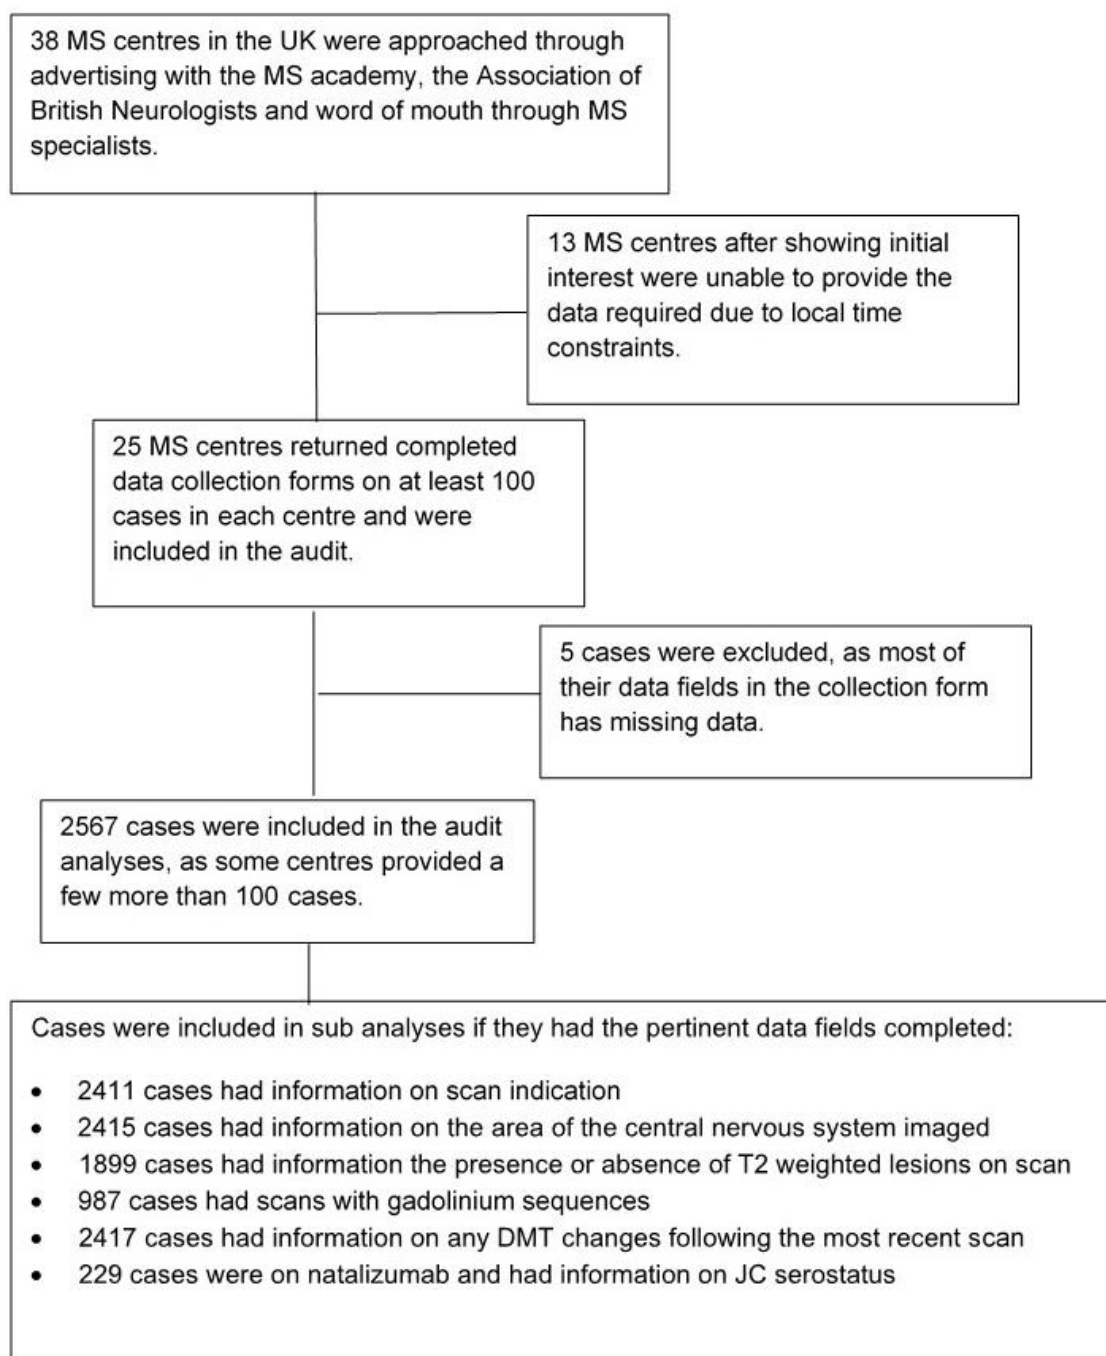 38 MS centres in the UK were approached through
advertising with the MS academy, the Association of
British Neurologists and word of mouth through MS
specialists.
13 MS centres after showing initial
interest were unable to provide the
data required due to local time
constraints.
25 MS centres returned completed
data collection forms on at least 100
cases in each centre and were
included in the audit.
5 cases were excluded, as most of
their data fields in the collection form
has missing data.
2567 cases were included in the audit
analyses, as some centres provided a
few more than 100 cases.
Cases were included in sub analyses if they had the pertinent data fields completed:
• 2411 cases had information on scan indication
• 2415 cases had information on the area of the central nervous system imaged
• 1899 cases had information the presence or absence of T2 weighted lesions on scan
• 987 cases had scans with gadolinium sequences
• 2417 cases had information on any DMT changes following the most recent scan
• 229 cases were on natalizumab and had information on JC serostatus